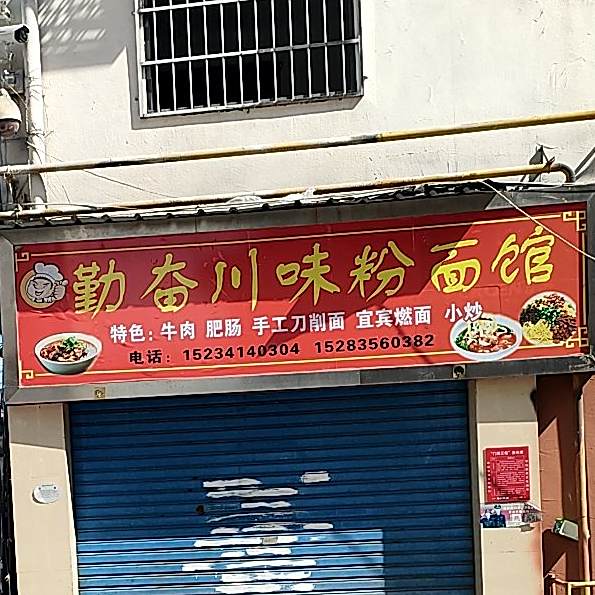 勤奋川味粉面馆
特色：牛肉 肥肠 手工刀削面 宜宾燃面 小炒
电话：15234140304 15283560382